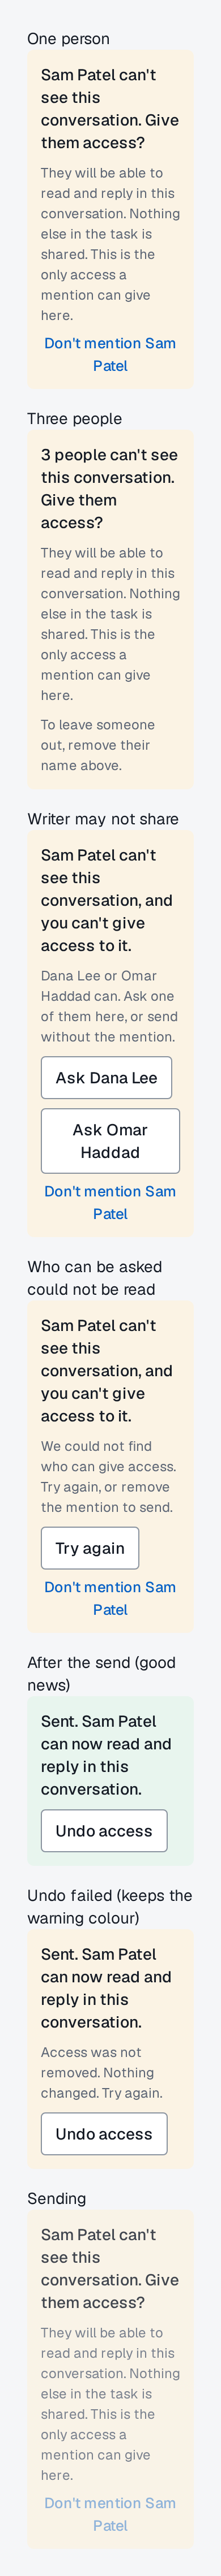 One person
Sam Patel can't
see this
conversation. Give
them access?
They will be able to
read and reply in this
conversation. Nothing
else in the task is
shared. This is the
only access a
mention can give
here.
Don't mention Sam
Patel
Three people
3 people can't see
this conversation.
Give them
access?
They will be able to
read and reply in this
conversation. Nothing
else in the task is
shared. This is the
only access a
mention can give
here.
To leave someone
out, remove their
name above.
Writer may not share
Sam Patel can't
see this
conversation, and
you can't give
access to it.
Dana Lee or Omar
Haddad can. Ask one
of them here, or send
without the mention.
Ask Dana Lee
Ask Omar
Haddad
Don't mention Sam
Patel
Who can be asked
could not be read
Sam Patel can't
see this
conversation, and
you can't give
access to it.
We could not find
who can give access.
Try again, or remove
the mention to send.
Try again
Don't mention Sam
Patel
After the send (good
news)
Sent. Sam Patel
can now read and
reply in this
conversation.
Undo access
Undo failed (keeps the
warning colour)
Sent. Sam Patel
can now read and
reply in this
conversation.
Access was not
removed. Nothing
changed. Try again.
Undo access
Sending
Sam Patel can't
see this
conversation. Give
them access?
They will be able to
read and reply in this
conversation. Nothing
else in the task is
shared. This is the
only access a
mention can give
here.
Don't mention Sam
Patel